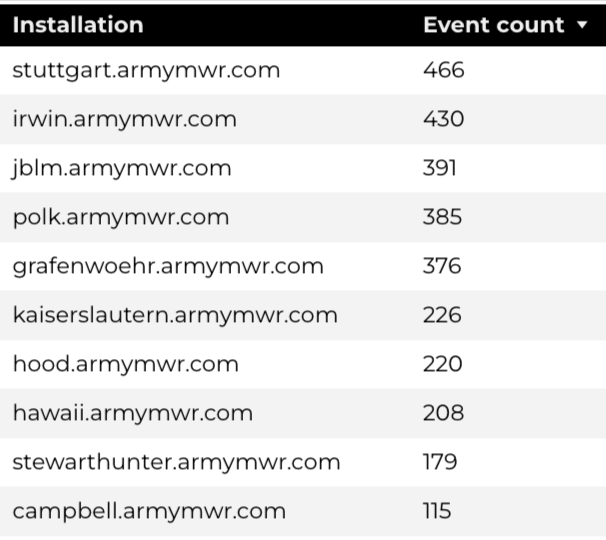 Installation Event count ▼
stuttgart.armymwr.com 466
irwin.armymwr.com 430
jblm.armymwr.com 391
polk.armymwr.com 385
grafenwoehr.armymwr.com 376
kaiserslautern.armymwr.com 226
hood.armymwr.com 220
hawaii.armymwr.com 208
stewarthunter.armymwr.com 179
campbell.armymwr.com 115